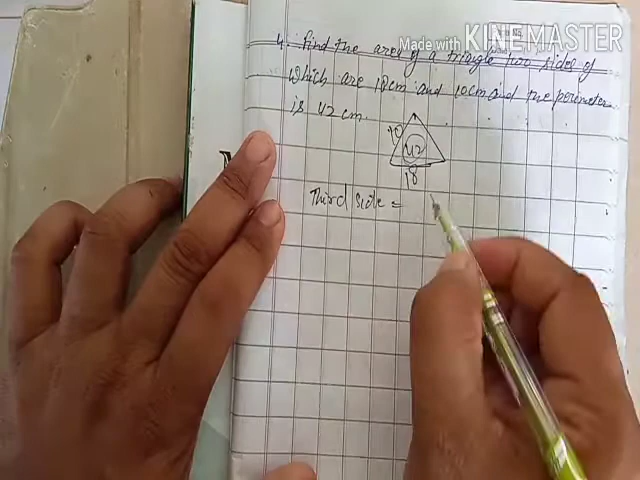 Made with KINEMASTER
4. find the area of a triangle two sides of
which are 18cm and 10cm and the perimeter
is 42 cm.
10
42
18
Third side =